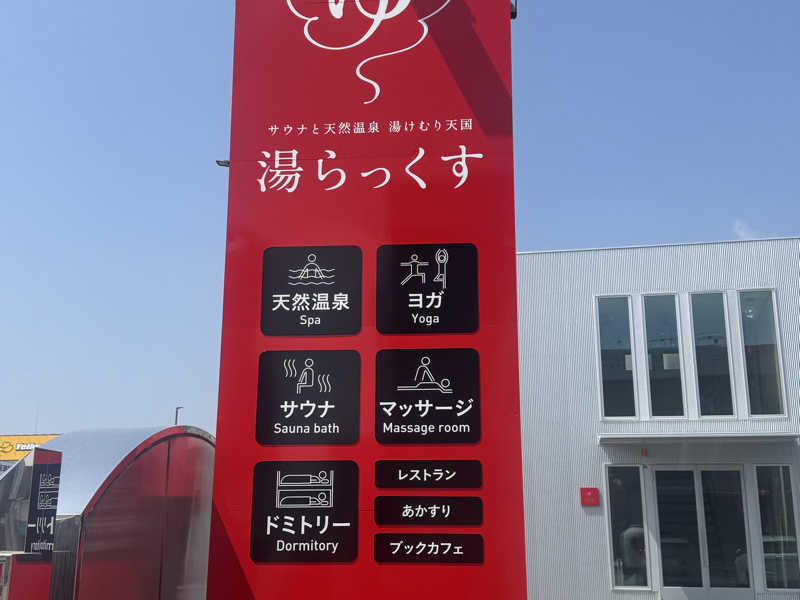 ゆ
サウナと天然温泉 湯けむり天国
湯らっくす
天然温泉
Spa
ヨガ
Yoga
サウナ
Sauna bath
マッサージ
Massage room
ドミトリー
Dormitory
レストラン
あかすり
ブックカフェ